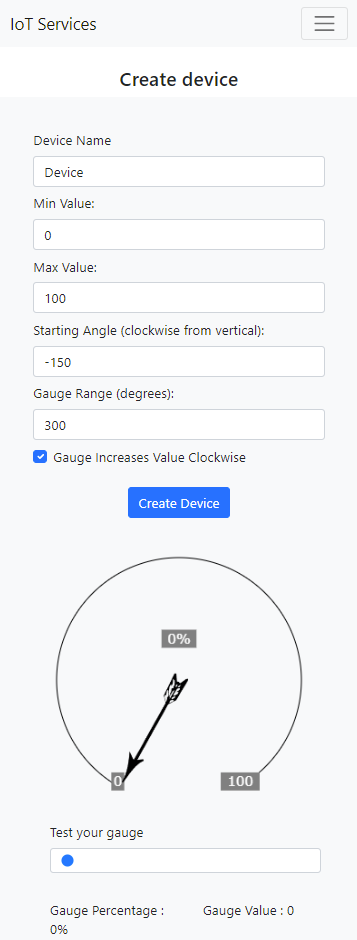 IoT Services
Create device
Device Name
Device
Min Value:
0
Max Value:
100
Starting Angle (clockwise from vertical):
-150
Gauge Range (degrees):
300
Gauge Increases Value Clockwise
Create Device
0%
0 100
Test your gauge
Gauge Percentage : Gauge Value : 0
0%